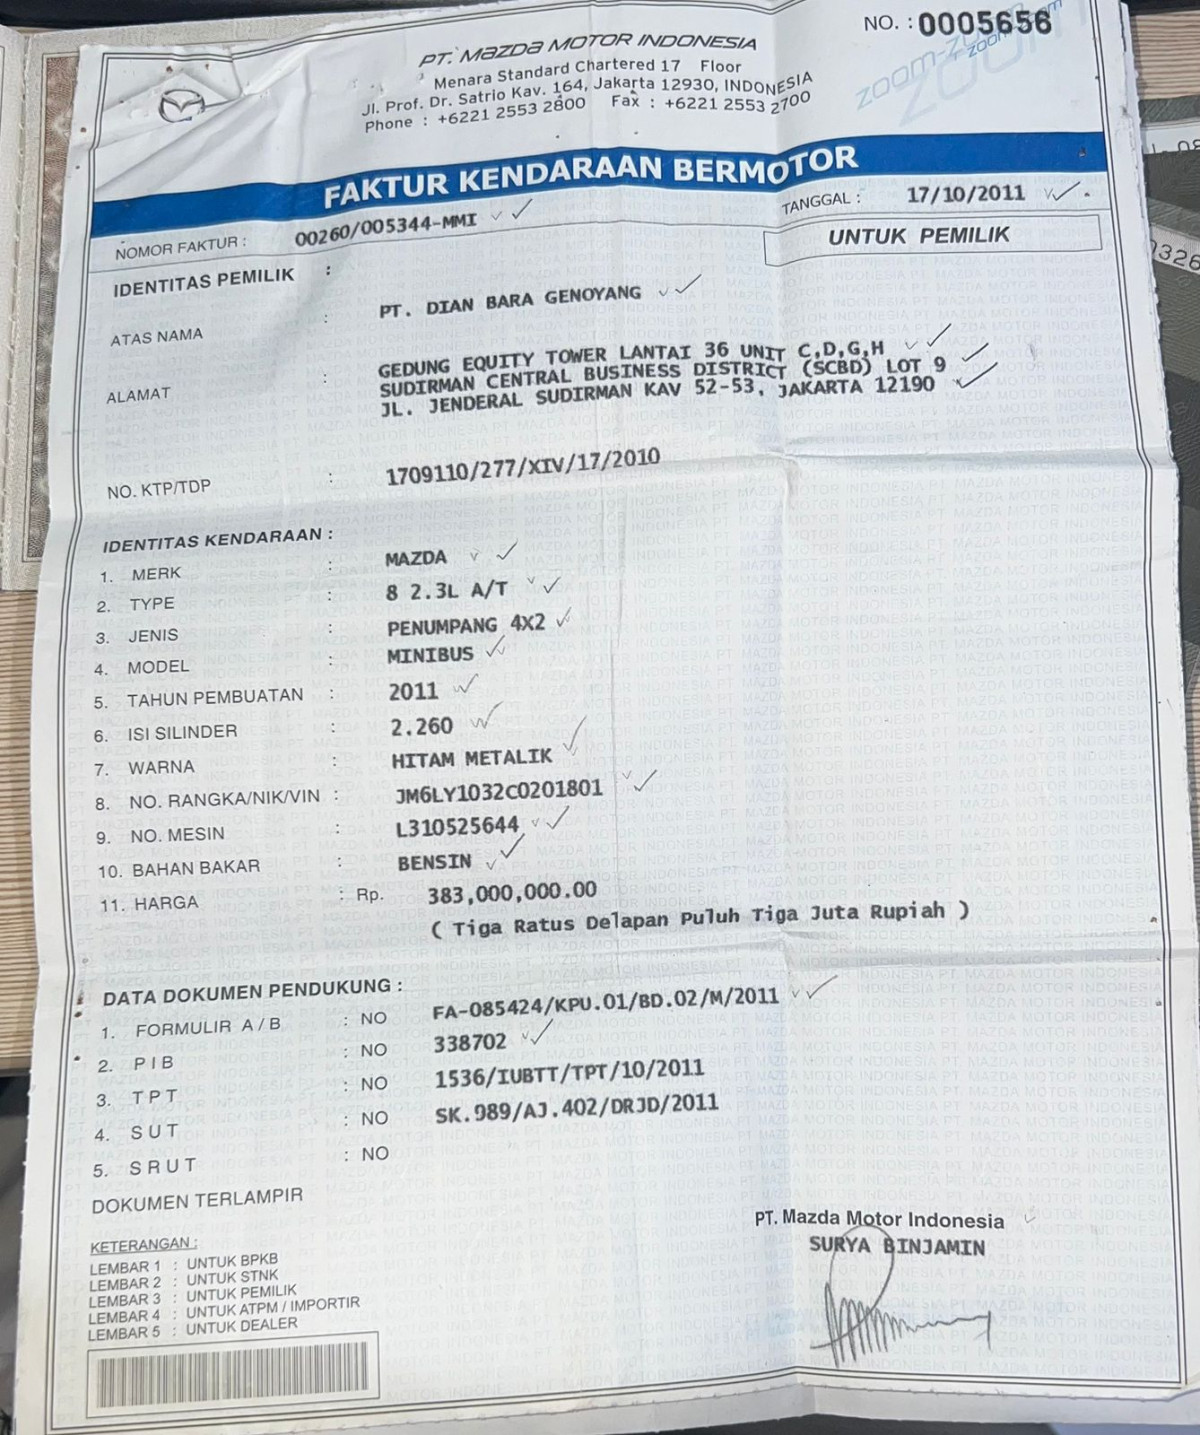 NO. : 0005656
PT. MAZDA MOTOR INDONESIA
Menara Standard Chartered 17 Floor
Jl. Prof. Dr. Satrio Kav. 164, Jakarta 12930, INDONESIA
Phone : +6221 2553 2800 Fax : +6221 2553 2700
zoom-zoom
FAKTUR KENDARAAN BERMOTOR
NOMOR FAKTUR : 00260/005344-MMI TANGGAL : 17/10/2011
UNTUK PEMILIK
IDENTITAS PEMILIK :
ATAS NAMA : PT. DIAN BARA GENOYANG
ALAMAT : GEDUNG EQUITY TOWER LANTAI 36 UNIT C,D,G,H
SUDIRMAN CENTRAL BUSINESS DISTRICT (SCBD) LOT 9
JL. JENDERAL SUDIRMAN KAV 52-53, JAKARTA 12190
NO. KTP/TDP : 1709110/277/XIV/17/2010
IDENTITAS KENDARAAN :
1. MERK : MAZDA
2. TYPE : 8 2.3L A/T
3. JENIS : PENUMPANG 4X2
4. MODEL : MINIBUS
5. TAHUN PEMBUATAN : 2011
6. ISI SILINDER : 2.260
7. WARNA : HITAM METALIK
8. NO. RANGKA/NIK/VIN : JM6LY1032C0201801
9. NO. MESIN : L310525644
10. BAHAN BAKAR : BENSIN
11. HARGA : Rp. 383,000,000.00
( Tiga Ratus Delapan Puluh Tiga Juta Rupiah )
DATA DOKUMEN PENDUKUNG :
1. FORMULIR A / B : NO FA-085424/KPU.01/BD.02/M/2011
2. P I B : NO 338702
3. T P T : NO 1536/IUBTT/TPT/10/2011
4. S U T : NO SK.989/AJ.402/DRJD/2011
5. S R U T : NO
DOKUMEN TERLAMPIR
PT. Mazda Motor Indonesia
SURYA BINJAMIN
KETERANGAN :
LEMBAR 1 : UNTUK BPKB
LEMBAR 2 : UNTUK STNK
LEMBAR 3 : UNTUK PEMILIK
LEMBAR 4 : UNTUK ATPM / IMPORTIR
LEMBAR 5 : UNTUK DEALER